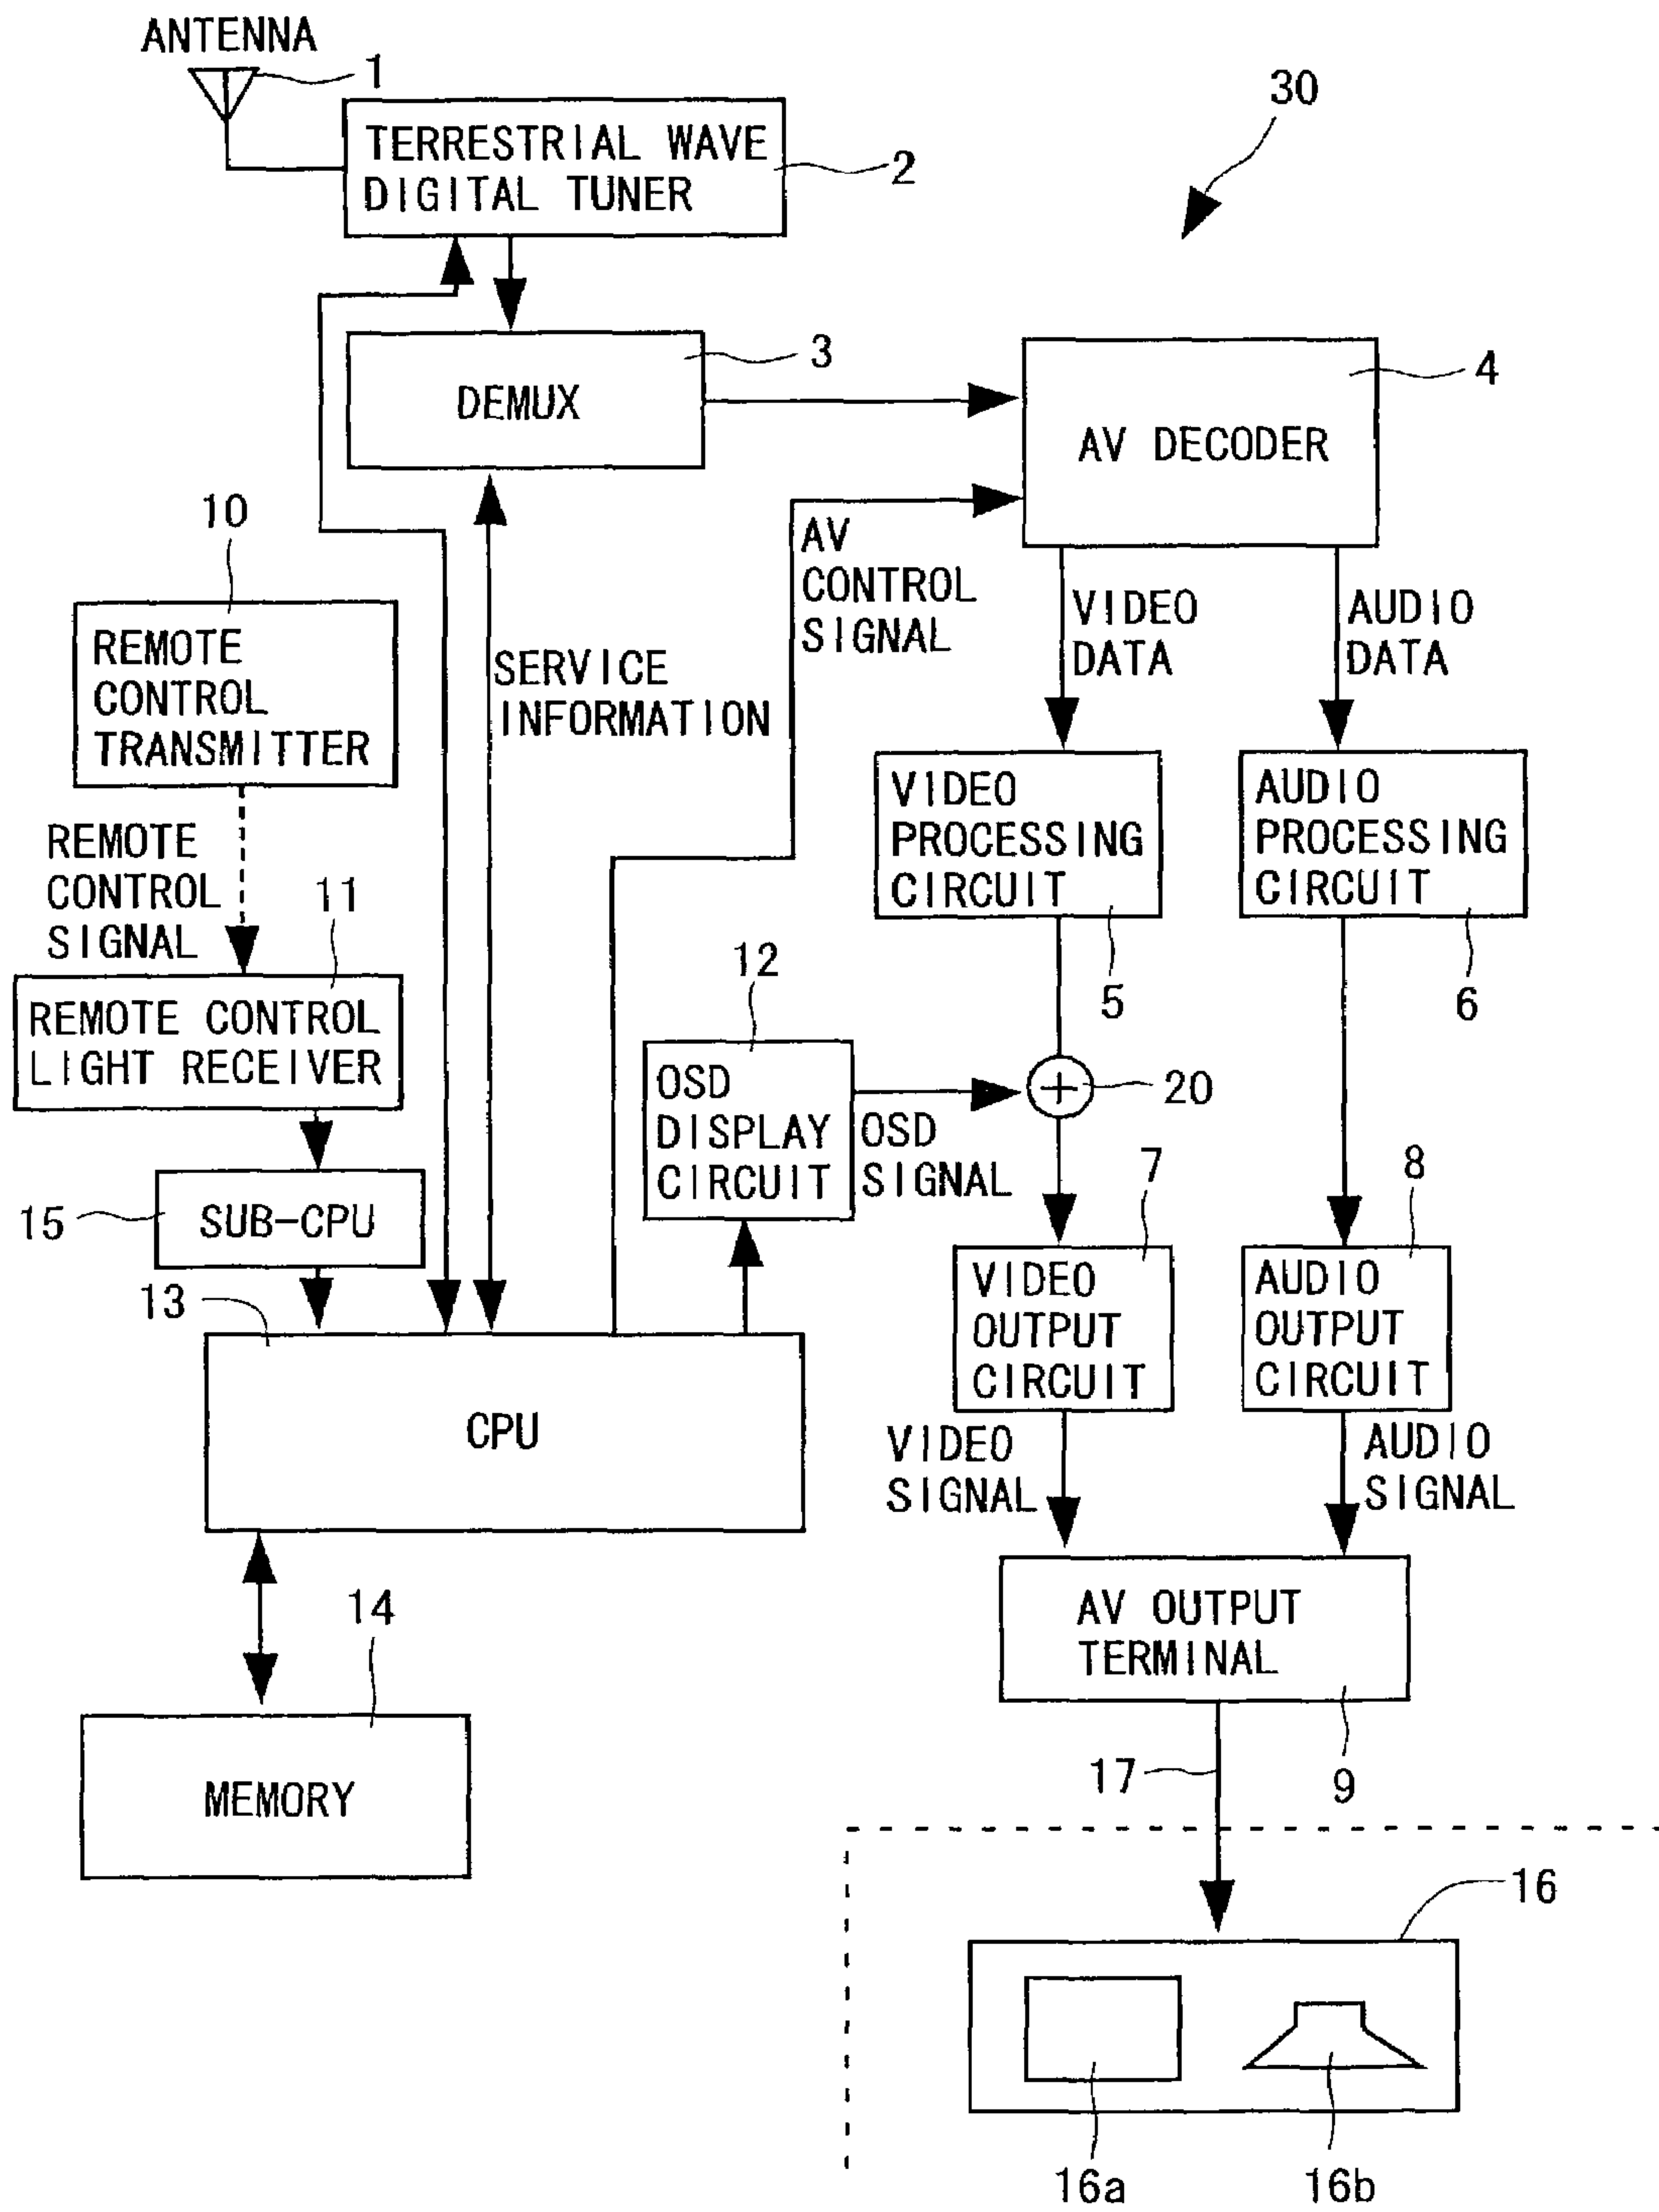 ANTENNA
1
30
TERRESTRIAL WAVE
DIGITAL TUNER
2
DEMUX
3
AV DECODER
4
10
REMOTE
CONTROL
TRANSMITTER
SERVICE
INFORMATION
AV
CONTROL
SIGNAL
VIDEO
DATA
AUDIO
DATA
REMOTE
CONTROL
SIGNAL
11
REMOTE CONTROL
LIGHT RECEIVER
VIDEO
PROCESSING
CIRCUIT
5
AUDIO
PROCESSING
CIRCUIT
6
12
OSD
DISPLAY
CIRCUIT
OSD
SIGNAL
+
20
15
SUB-CPU
7
VIDEO
OUTPUT
CIRCUIT
8
AUDIO
OUTPUT
CIRCUIT
13
CPU
VIDEO
SIGNAL
AUDIO
SIGNAL
14
MEMORY
AV OUTPUT
TERMINAL
9
17
16
16a
16b